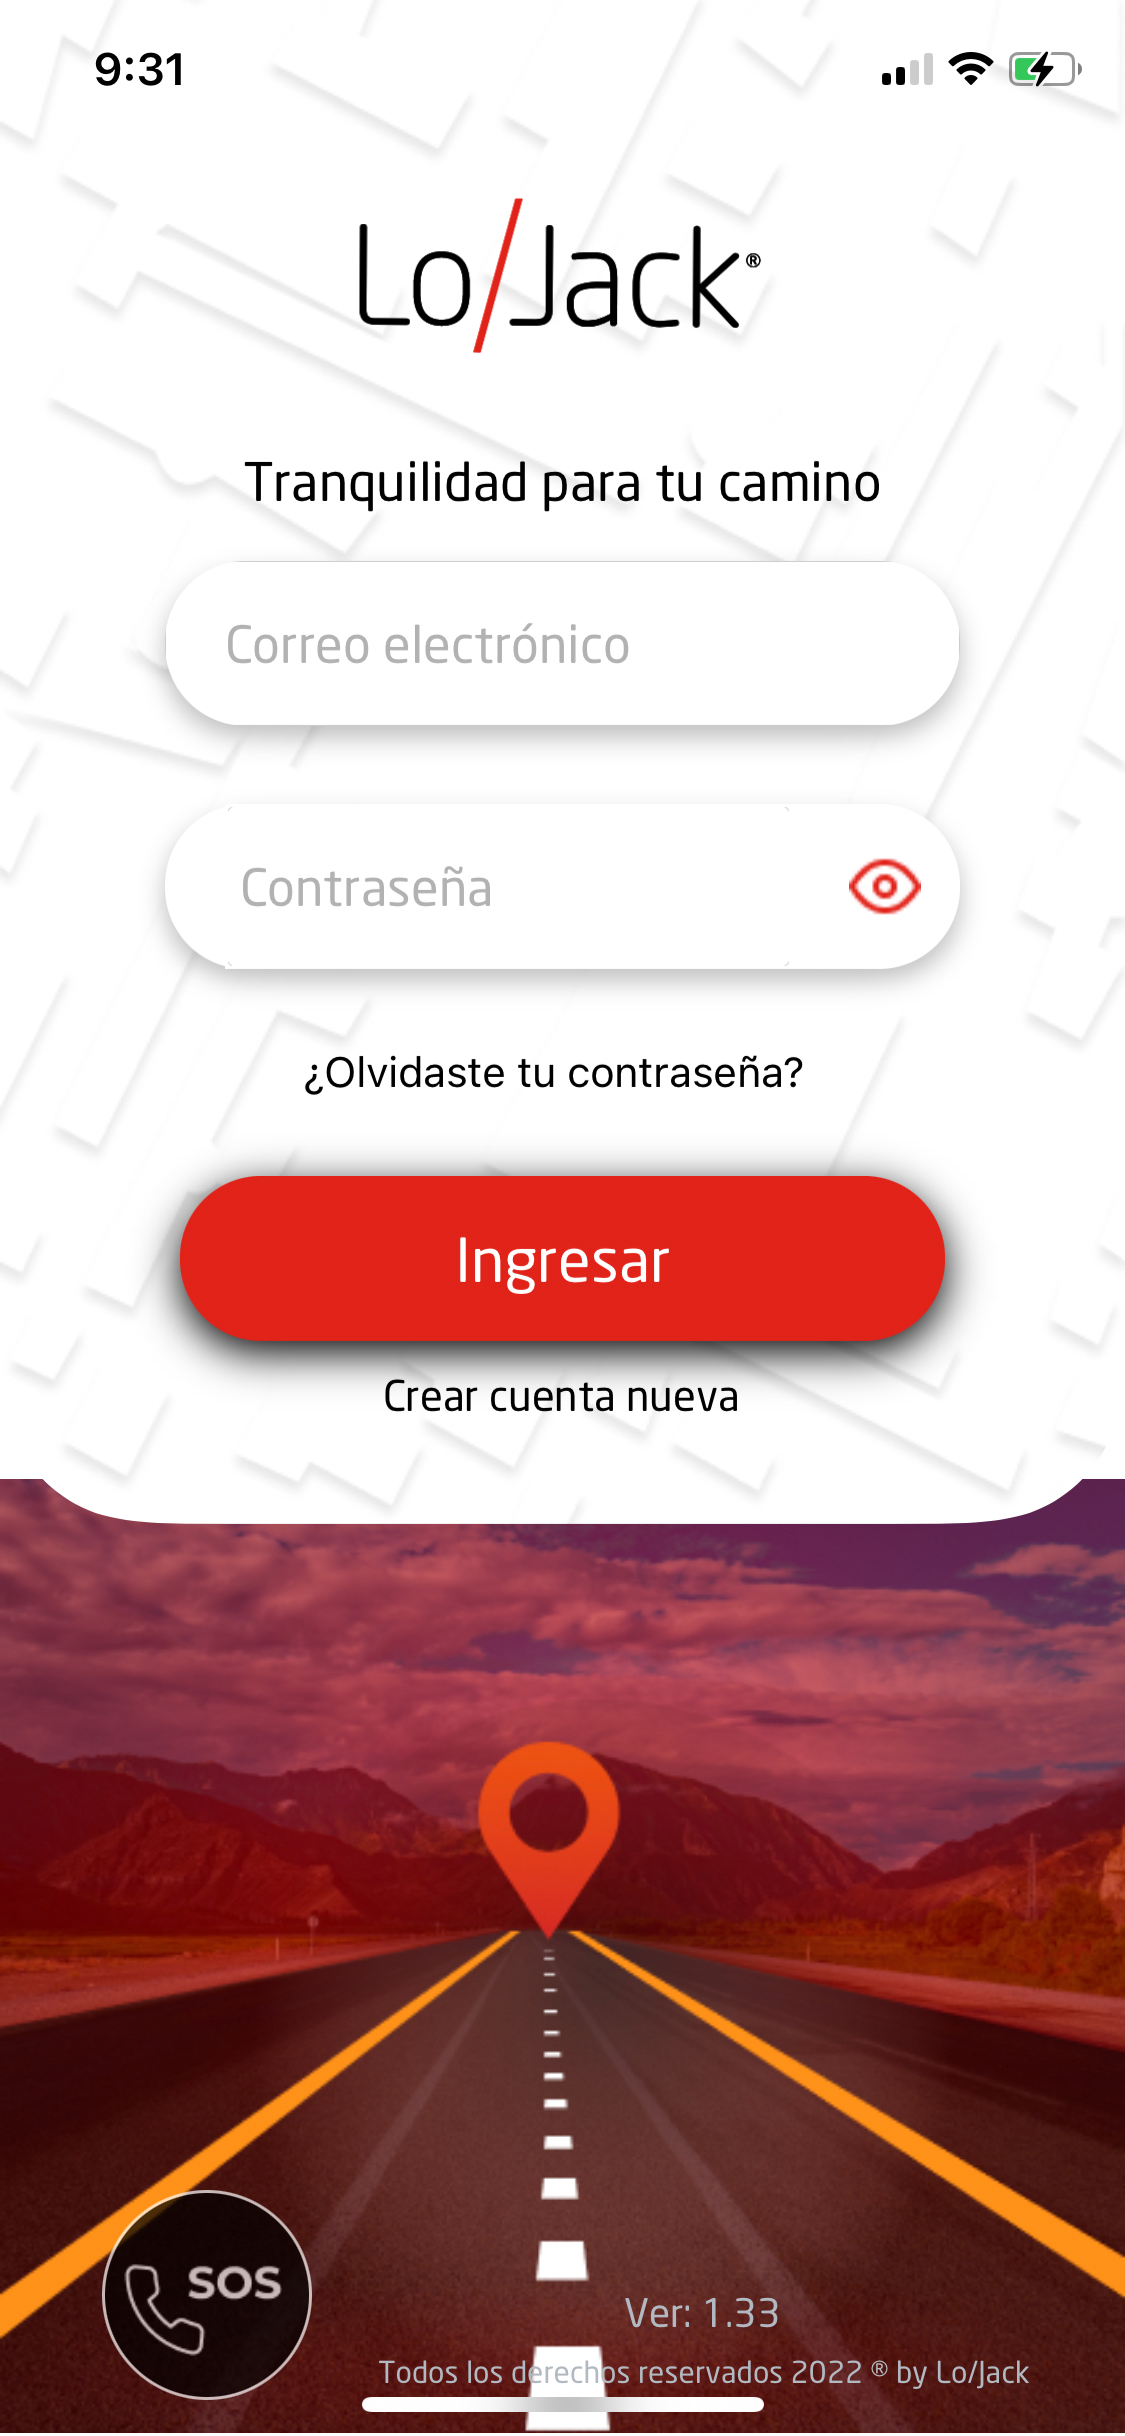 9:31
Lo/Jack®
Tranquilidad para tu camino
Correo electrónico
Contraseña
¿Olvidaste tu contraseña?
Ingresar
Crear cuenta nueva
SOS
Ver: 1.33
Todos los derechos reservados 2022 ® by Lo/Jack